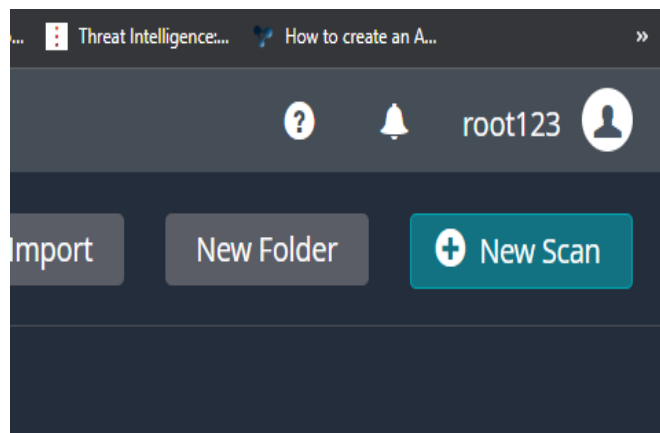 ... Threat Intelligence:... How to create an A... »
? root123
Import New Folder New Scan